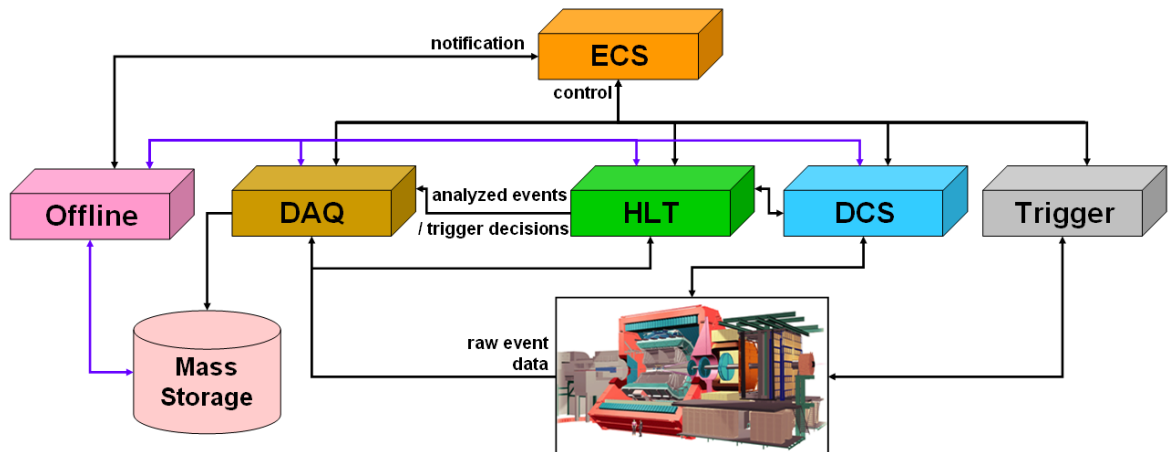 notification
ECS
control
Offline
DAQ
analyzed events
/ trigger decisions
HLT
DCS
Trigger
Mass
Storage
raw event
data